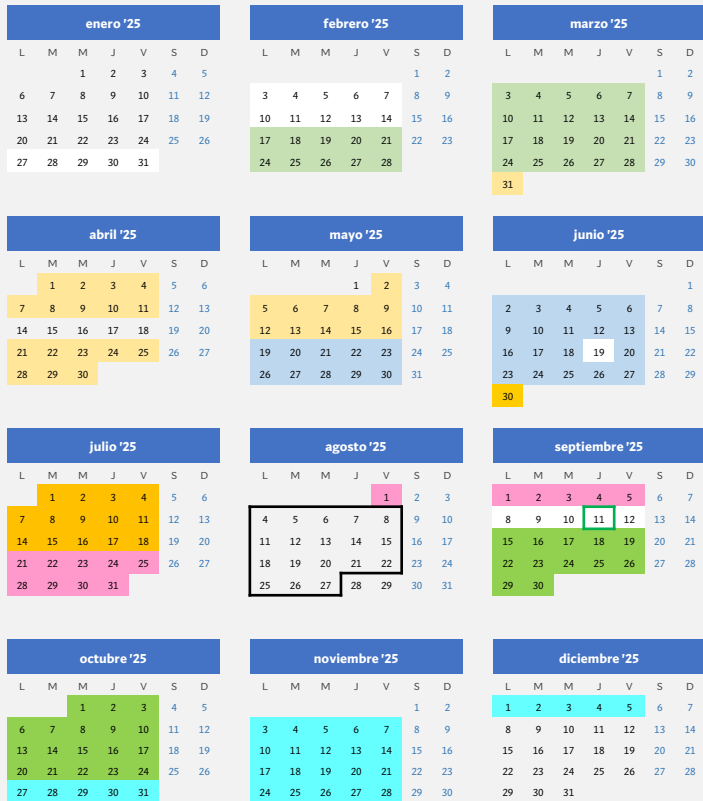 enero '25
L M M J V S D
1 2 3 4 5
6 7 8 9 10 11 12
13 14 15 16 17 18 19
20 21 22 23 24 25 26
27 28 29 30 31
febrero '25
L M M J V S D
1 2
3 4 5 6 7 8 9
10 11 12 13 14 15 16
17 18 19 20 21 22 23
24 25 26 27 28
marzo '25
L M M J V S D
1 2
3 4 5 6 7 8 9
10 11 12 13 14 15 16
17 18 19 20 21 22 23
24 25 26 27 28 29 30
31
abril '25
L M M J V S D
1 2 3 4 5 6
7 8 9 10 11 12 13
14 15 16 17 18 19 20
21 22 23 24 25 26 27
28 29 30
mayo '25
L M M J V S D
1 2 3 4
5 6 7 8 9 10 11
12 13 14 15 16 17 18
19 20 21 22 23 24 25
26 27 28 29 30 31
junio '25
L M M J V S D
1
2 3 4 5 6 7 8
9 10 11 12 13 14 15
16 17 18 19 20 21 22
23 24 25 26 27 28 29
30
julio '25
L M M J V S D
1 2 3 4 5 6
7 8 9 10 11 12 13
14 15 16 17 18 19 20
21 22 23 24 25 26 27
28 29 30 31
agosto '25
L M M J V S D
1 2 3
4 5 6 7 8 9 10
11 12 13 14 15 16 17
18 19 20 21 22 23 24
25 26 27 28 29 30 31
septiembre '25
L M M J V S D
1 2 3 4 5 6 7
8 9 10 11 12 13 14
15 16 17 18 19 20 21
22 23 24 25 26 27 28
29 30
octubre '25
L M M J V S D
1 2 3 4 5
6 7 8 9 10 11 12
13 14 15 16 17 18 19
20 21 22 23 24 25 26
27 28 29 30 31
noviembre '25
L M M J V S D
1 2
3 4 5 6 7 8 9
10 11 12 13 14 15 16
17 18 19 20 21 22 23
24 25 26 27 28 29 30
diciembre '25
L M M J V S D
1 2 3 4 5 6 7
8 9 10 11 12 13 14
15 16 17 18 19 20 21
22 23 24 25 26 27 28
29 30 31